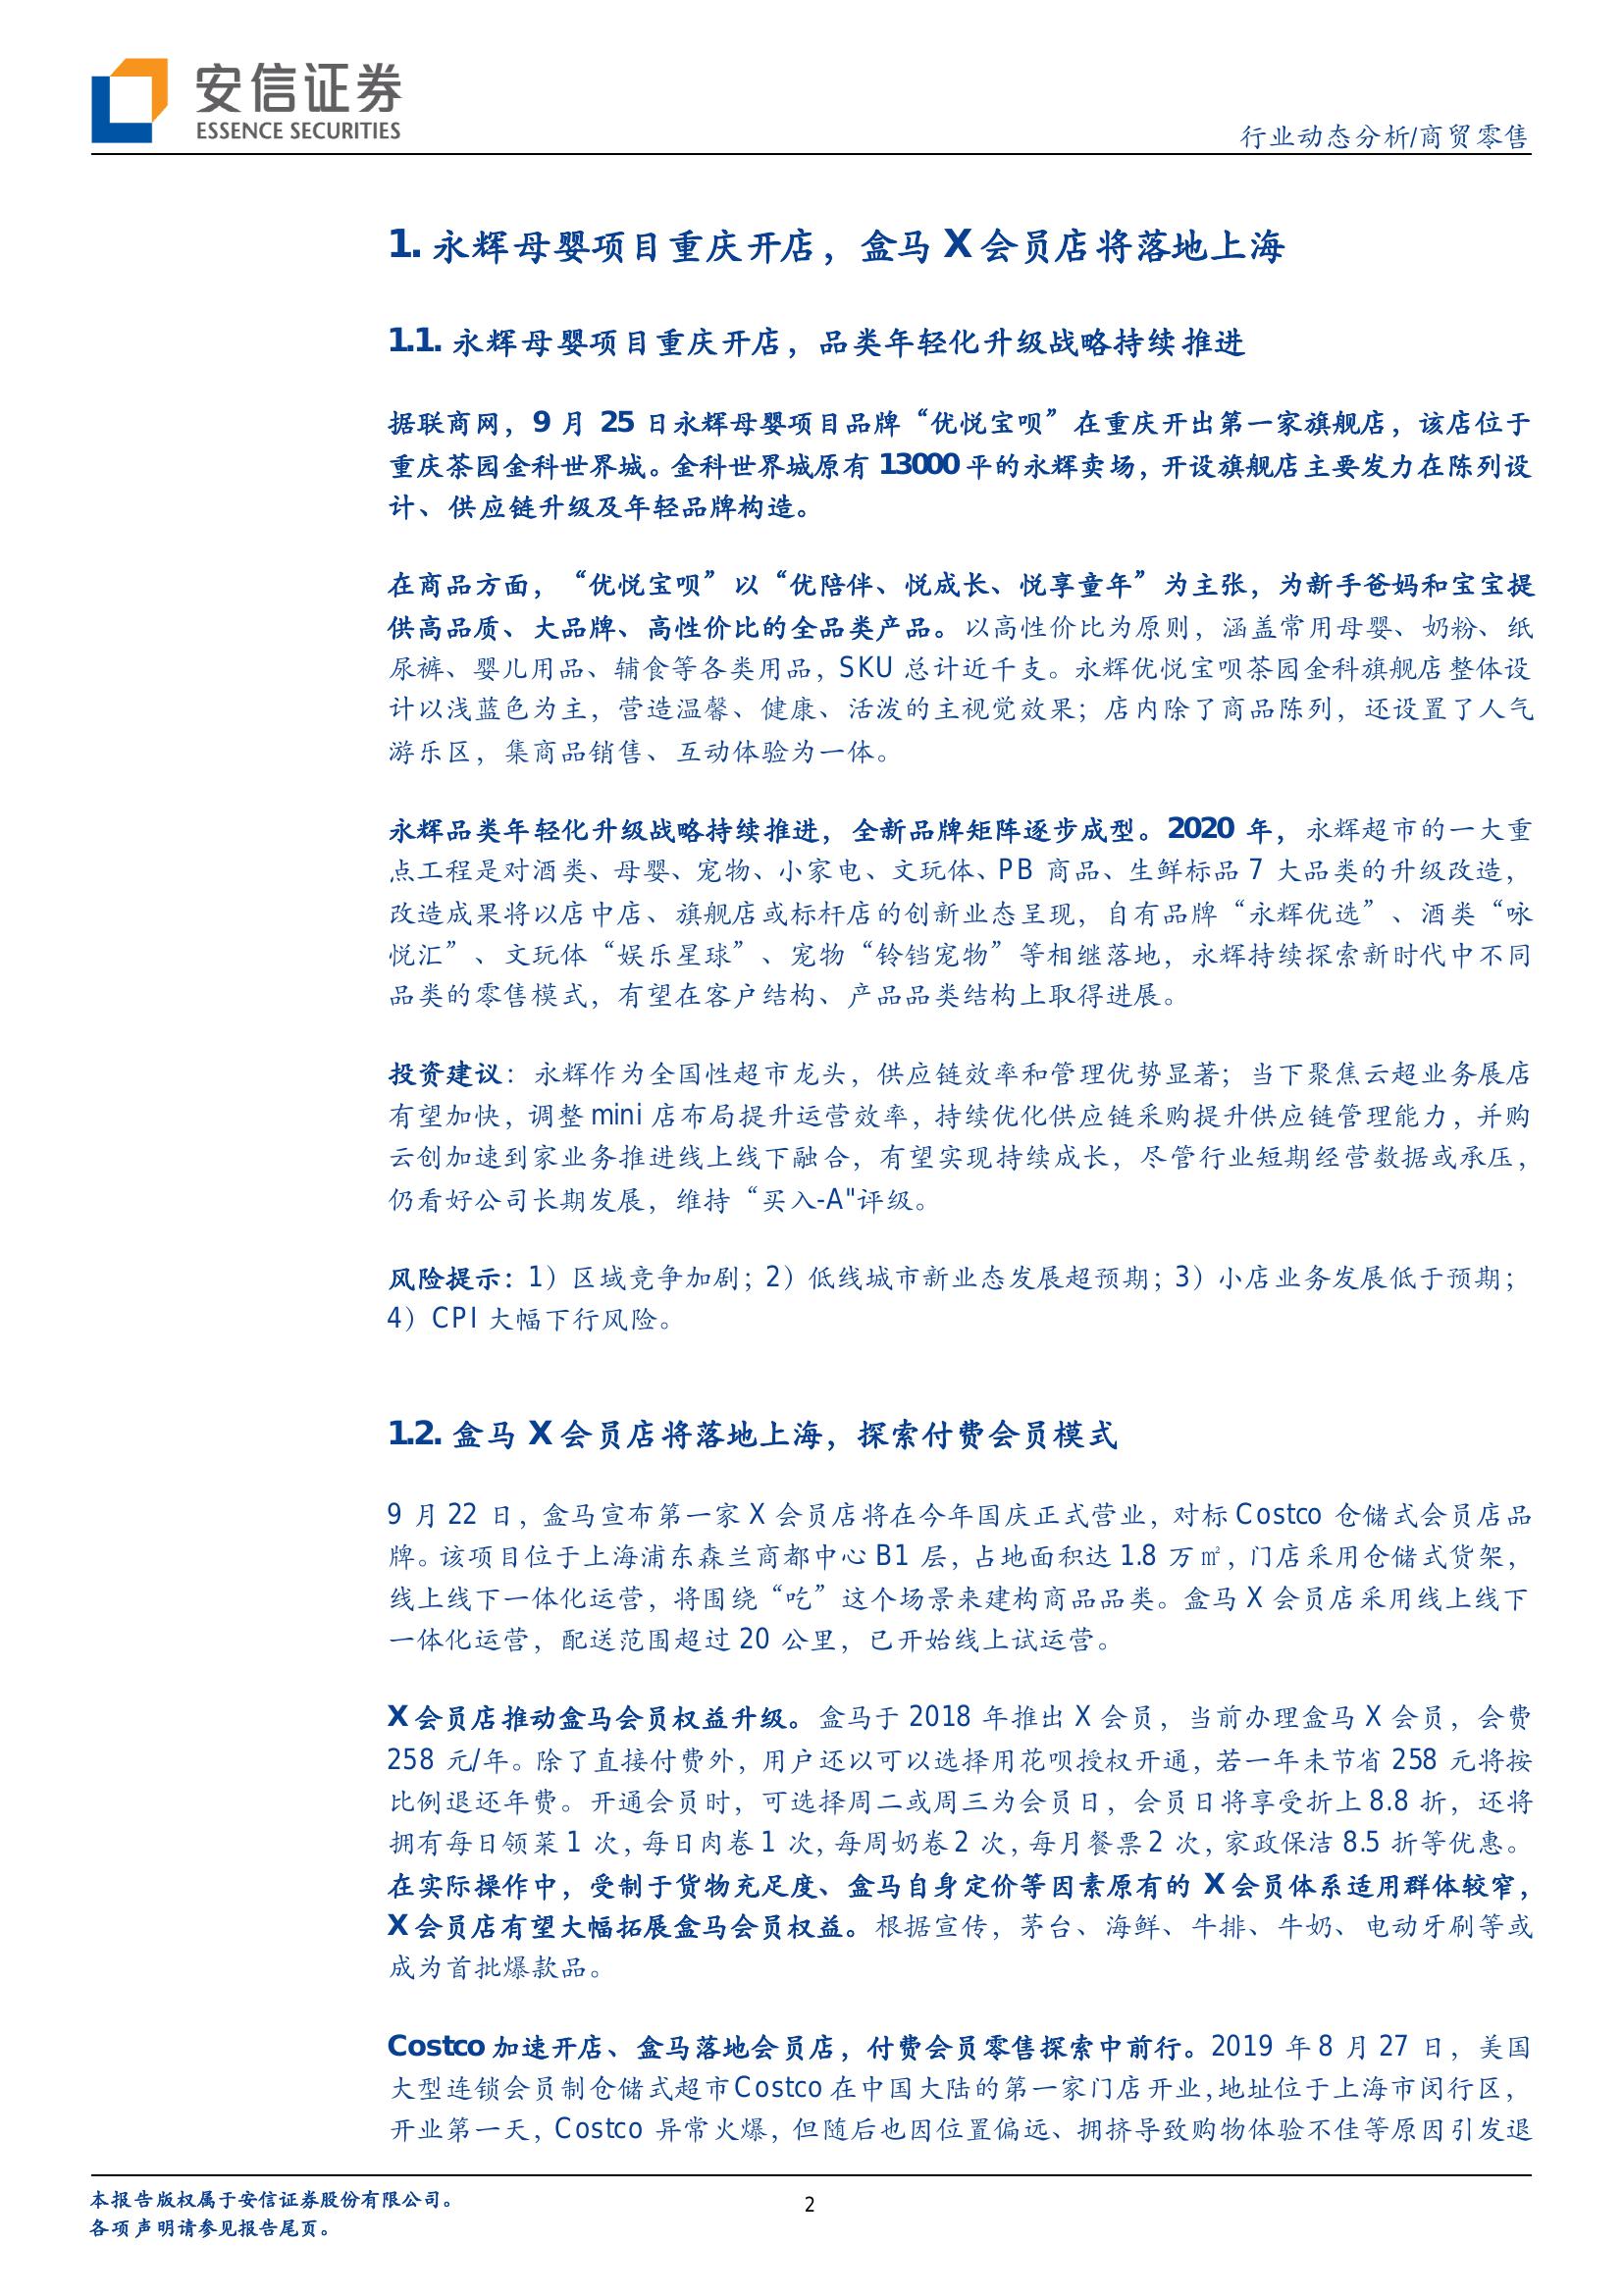 安信证券
ESSENCE SECURITIES
行业动态分析/商贸零售
1. 永辉母婴项目重庆开店，盒马 X 会员店将落地上海
1.1. 永辉母婴项目重庆开店，品类年轻化升级战略持续推进
据联商网，9 月 25 日永辉母婴项目品牌“优悦宝呗”在重庆开出第一家旗舰店，该店位于
重庆茶园金科世界城。金科世界城原有 13000 平的永辉卖场，开设旗舰店主要发力在陈列设
计、供应链升级及年轻品牌构造。
在商品方面，“优悦宝呗”以“优陪伴、悦成长、悦享童年”为主张，为新手爸妈和宝宝提
供高品质、大品牌、高性价比的全品类产品。以高性价比为原则，涵盖常用母婴、奶粉、纸
尿裤、婴儿用品、辅食等各类用品，SKU 总计近千支。永辉优悦宝呗茶园金科旗舰店整体设
计以浅蓝色为主，营造温馨、健康、活泼的主视觉效果；店内除了商品陈列，还设置了人气
游乐区，集商品销售、互动体验为一体。
永辉品类年轻化升级战略持续推进，全新品牌矩阵逐步成型。2020 年，永辉超市的一大重
点工程是对酒类、母婴、宠物、小家电、文玩体、PB 商品、生鲜标品 7 大品类的升级改造，
改造成果将以店中店、旗舰店或标杆店的创新业态呈现，自有品牌“永辉优选”、酒类“咏
悦汇”、文玩体“娱乐星球”、宠物“铃铛宠物”等相继落地，永辉持续探索新时代中不同
品类的零售模式，有望在客户结构、产品品类结构上取得进展。
投资建议：永辉作为全国性超市龙头，供应链效率和管理优势显著；当下聚焦云超业务展店
有望加快，调整 mini 店布局提升运营效率，持续优化供应链采购提升供应链管理能力，并购
云创加速到家业务推进线上线下融合，有望实现持续成长，尽管行业短期经营数据或承压，
仍看好公司长期发展，维持“买入-A"评级。
风险提示：1）区域竞争加剧；2）低线城市新业态发展超预期；3）小店业务发展低于预期；
4）CPI 大幅下行风险。
1.2. 盒马 X 会员店将落地上海，探索付费会员模式
9 月 22 日，盒马宣布第一家 X 会员店将在今年国庆正式营业，对标 Costco 仓储式会员店品
牌。该项目位于上海浦东森兰商都中心 B1 层，占地面积达 1.8 万㎡，门店采用仓储式货架，
线上线下一体化运营，将围绕“吃”这个场景来建构商品品类。盒马 X 会员店采用线上线下
一体化运营，配送范围超过 20 公里，已开始线上试运营。
X 会员店推动盒马会员权益升级。盒马于 2018 年推出 X 会员，当前办理盒马 X 会员，会费
258 元/年。除了直接付费外，用户还以可以选择用花呗授权开通，若一年未节省 258 元将按
比例退还年费。开通会员时，可选择周二或周三为会员日，会员日将享受折上 8.8 折，还将
拥有每日领菜 1 次，每日肉卷 1 次，每周奶卷 2 次，每月餐票 2 次，家政保洁 8.5 折等优惠。
在实际操作中，受制于货物充足度、盒马自身定价等因素原有的 X 会员体系适用群体较窄，
X 会员店有望大幅拓展盒马会员权益。根据宣传，茅台、海鲜、牛排、牛奶、电动牙刷等或
成为首批爆款品。
Costco 加速开店、盒马落地会员店，付费会员零售探索中前行。2019 年 8 月 27 日，美国
大型连锁会员制仓储式超市 Costco 在中国大陆的第一家门店开业，地址位于上海市闵行区，
开业第一天，Costco 异常火爆，但随后也因位置偏远、拥挤导致购物体验不佳等原因引发退
本报告版权属于安信证券股份有限公司。
各项声明请参见报告尾页。
2